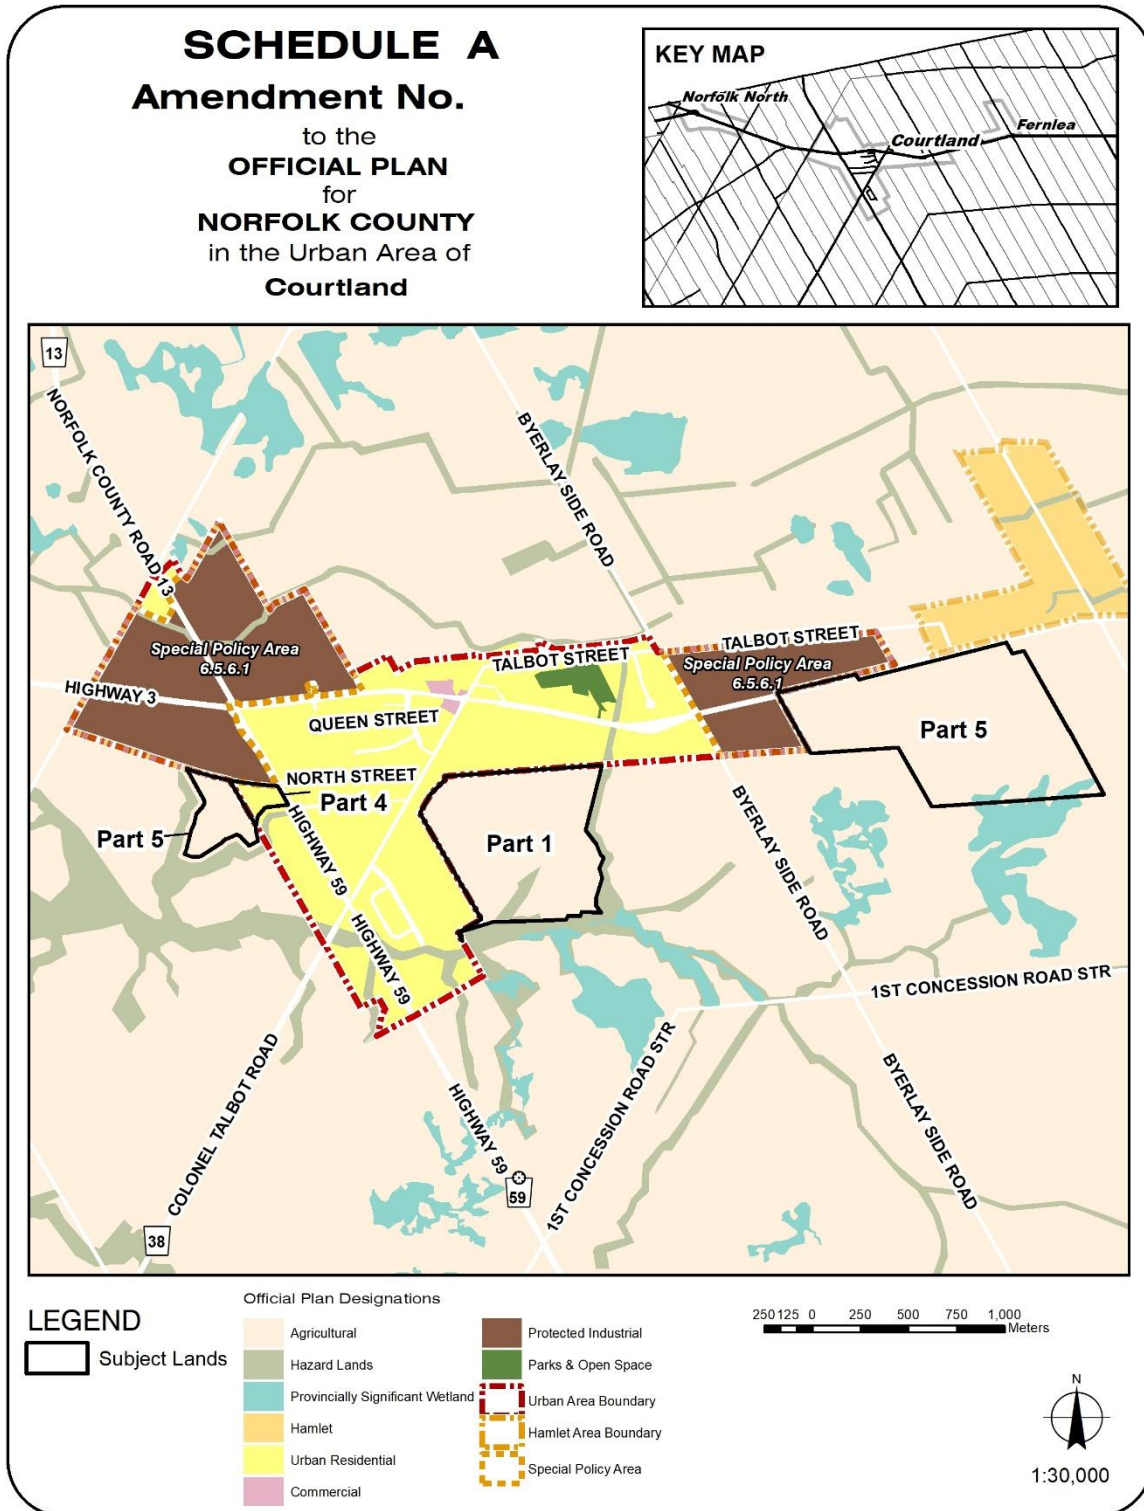 SCHEDULE A
Amendment No.
to the
OFFICIAL PLAN
for
NORFOLK COUNTY
in the Urban Area of
Courtland
KEY MAP
Norfolk North
Courtland
Fernlea
13
NORFOLK COUNTY ROAD 13
BYERLAY SIDE ROAD
Special Policy Area
6.5.6.1
HIGHWAY 3
TALBOT STREET
TALBOT STREET
Special Policy Area
6.5.6.1
QUEEN STREET
Part 5
NORTH STREET
Part 4
Part 5
HIGHWAY 59
Part 1
BYERLAY SIDE ROAD
HIGHWAY 59
1ST CONCESSION ROAD STR
COLONEL TALBOT ROAD
HIGHWAY 59
1ST CONCESSION ROAD STR
BYERLAY SIDE ROAD
59
38
LEGEND
Subject Lands
Official Plan Designations
Agricultural
Hazard Lands
Provincially Significant Wetland
Hamlet
Urban Residential
Commercial
Protected Industrial
Parks & Open Space
Urban Area Boundary
Hamlet Area Boundary
Special Policy Area
250 125 0 250 500 750 1,000
Meters
N
1:30,000